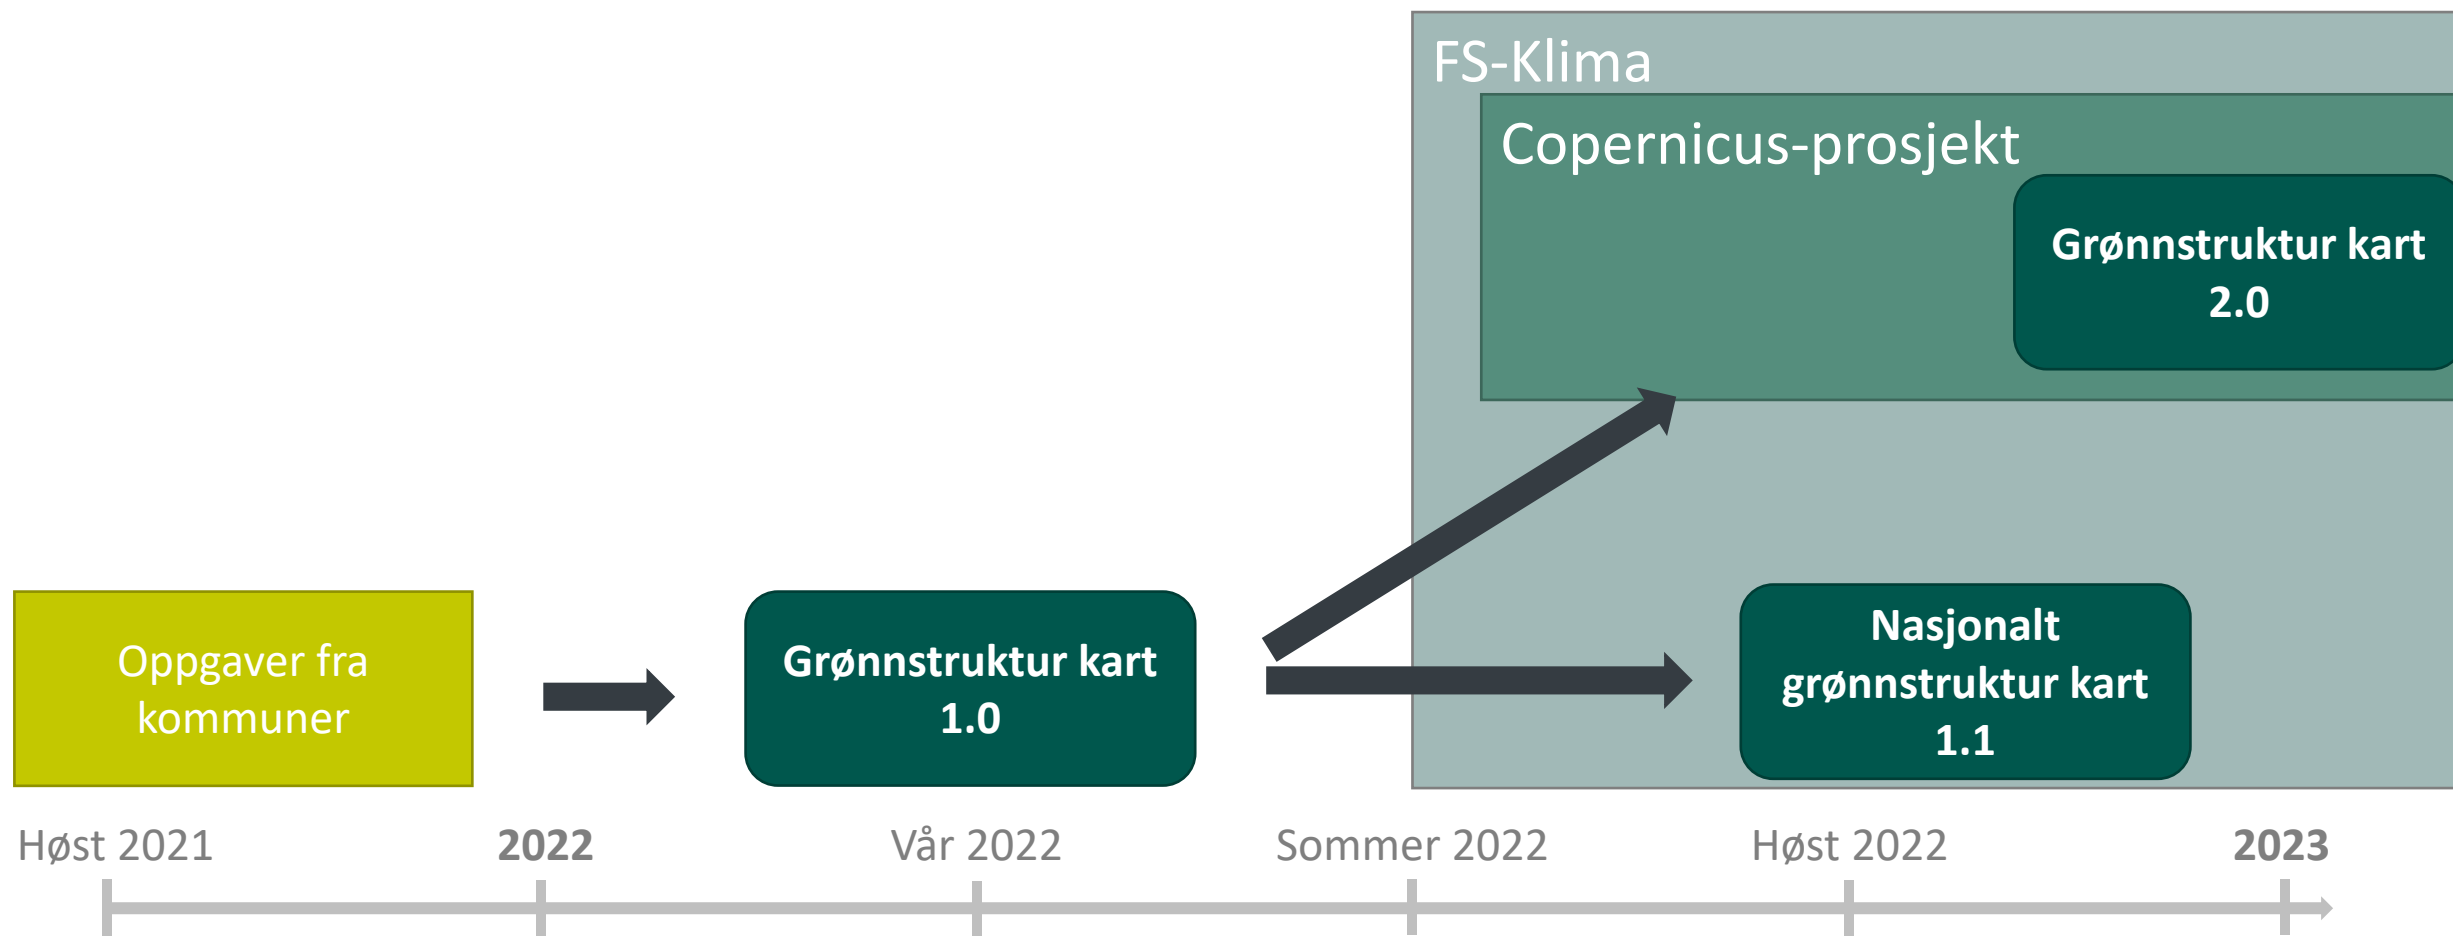 FS-Klima
Copernicus-prosjekt
Grønnstruktur kart
2.0
Oppgaver fra
kommuner
Grønnstruktur kart
1.0
Nasjonalt
grønnstruktur kart
1.1
Høst 2021
2022
Vår 2022
Sommer 2022
Høst 2022
2023